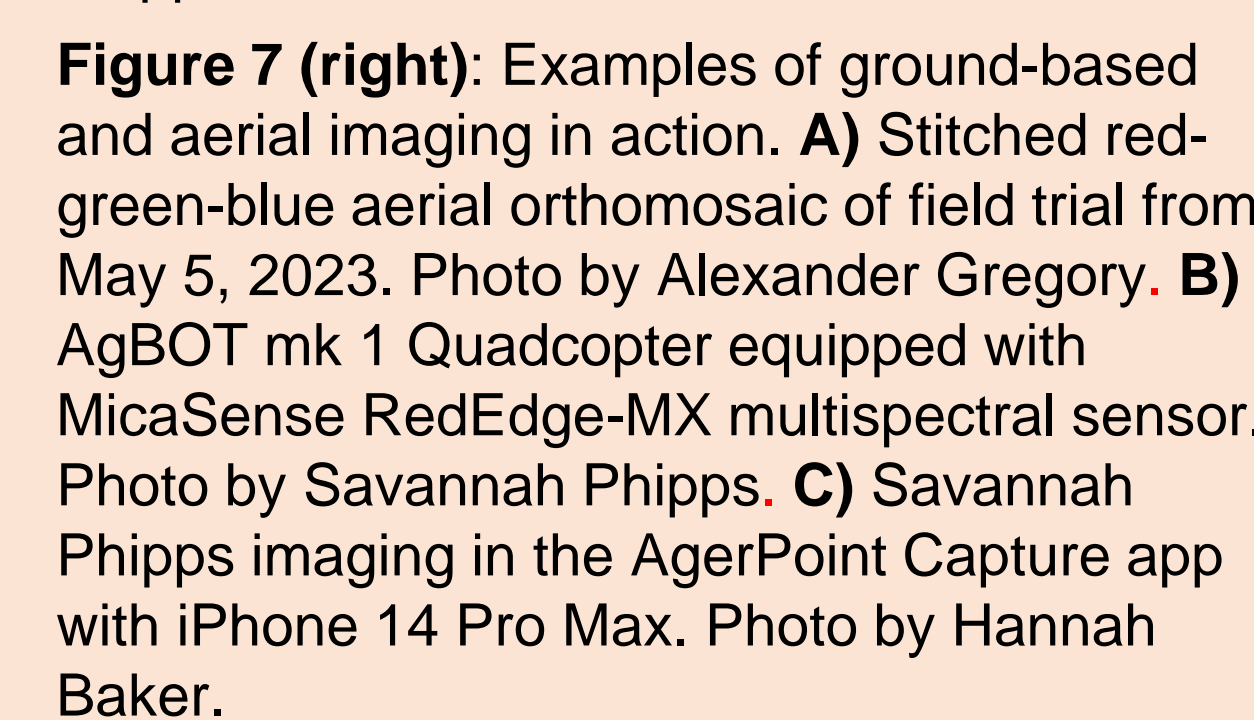 Figure 7 (right): Examples of ground-based
and aerial imaging in action. A) Stitched red-
green-blue aerial orthomosaic of field trial from
May 5, 2023. Photo by Alexander Gregory. B)
AgBOT mk 1 Quadcopter equipped with
MicaSense RedEdge-MX multispectral sensor.
Photo by Savannah Phipps. C) Savannah
Phipps imaging in the AgerPoint Capture app
with iPhone 14 Pro Max. Photo by Hannah
Baker.